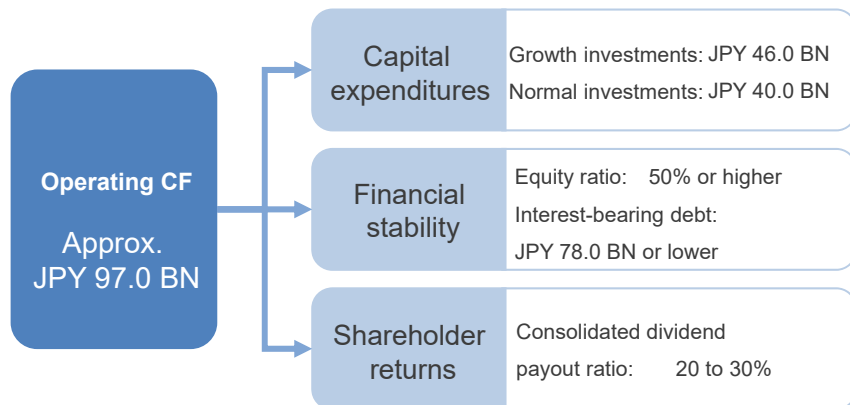 Operating CF
Approx.
JPY 97.0 BN
Capital
expenditures
Growth investments: JPY 46.0 BN
Normal investments: JPY 40.0 BN
Financial
stability
Equity ratio: 50% or higher
Interest-bearing debt:
JPY 78.0 BN or lower
Shareholder
returns
Consolidated dividend
payout ratio: 20 to 30%